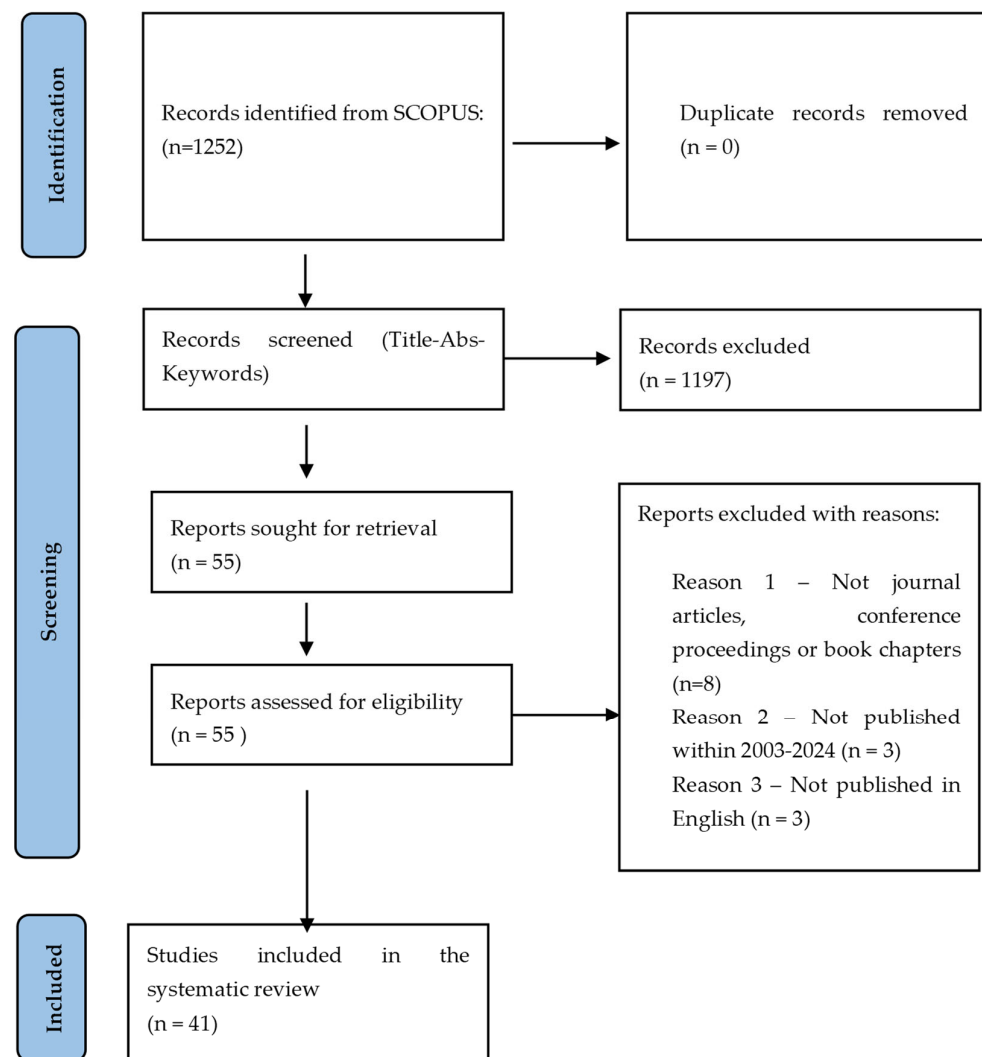 Identification
Records identified from SCOPUS:
(n=1252)
Duplicate records removed
(n = 0)
Screening
Records screened (Title-Abs-
Keywords)
Records excluded
(n = 1197)
Reports sought for retrieval
(n = 55)
Reports assessed for eligibility
(n = 55 )
Reports excluded with reasons:
Reason 1 – Not journal
articles, conference
proceedings or book chapters
(n=8)
Reason 2 – Not published
within 2003-2024 (n = 3)
Reason 3 – Not published in
English (n = 3)
Included
Studies included in the
systematic review
(n = 41)